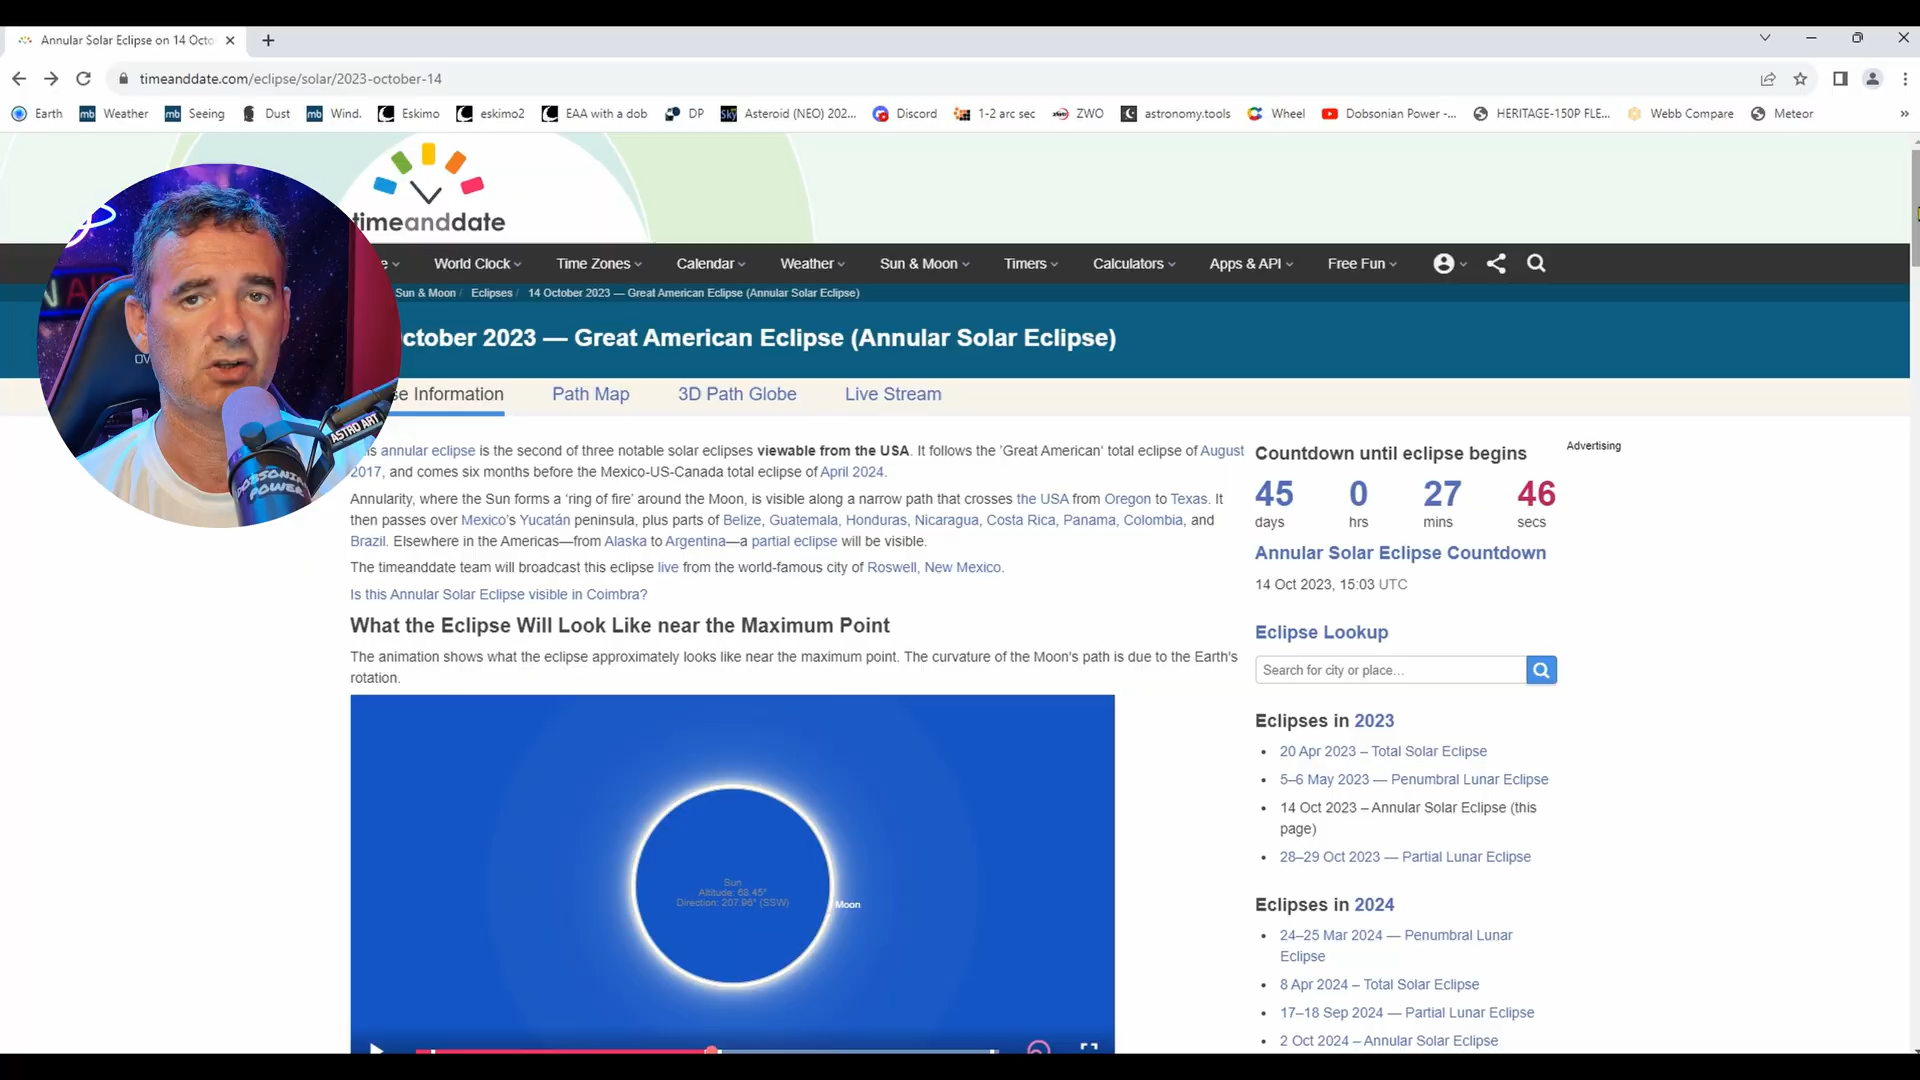 Annular Solar Eclipse on 14 Octo
timeanddate.com/eclipse/solar/2023-october-14
Earth
Weather
Seeing
Dust
Wind.
Eskimo
eskimo2
EAA with a dob
DP
Asteroid (NEO) 202...
Discord
1-2 arc sec
ZWO
astronomy.tools
Wheel
Dobsonian Power -...
HERITAGE-150P FLE...
Webb Compare
Meteor
»
timeanddate
World Clock
Time Zones
Calendar
Weather
Sun & Moon
Timers
Calculators
Apps & API
Free Fun
Sun & Moon / Eclipses / 14 October 2023 — Great American Eclipse (Annular Solar Eclipse)
ctober 2023 — Great American Eclipse (Annular Solar Eclipse)
se Information
Path Map
3D Path Globe
Live Stream
is annular eclipse is the second of three notable solar eclipses viewable from the USA. It follows the 'Great American' total eclipse of August
2017, and comes six months before the Mexico-US-Canada total eclipse of April 2024.
Annularity, where the Sun forms a ‘ring of fire’ around the Moon, is visible along a narrow path that crosses the USA from Oregon to Texas. It
then passes over Mexico’s Yucatán peninsula, plus parts of Belize, Guatemala, Honduras, Nicaragua, Costa Rica, Panama, Colombia, and
Brazil. Elsewhere in the Americas—from Alaska to Argentina—a partial eclipse will be visible.
The timeanddate team will broadcast this eclipse live from the world-famous city of Roswell, New Mexico.
Is this Annular Solar Eclipse visible in Coimbra?
What the Eclipse Will Look Like near the Maximum Point
The animation shows what the eclipse approximately looks like near the maximum point. The curvature of the Moon's path is due to the Earth's
rotation.
Sun
Altitude: 68.45°
Direction: 207.96° (SSW)
Moon
Countdown until eclipse begins
45 0 27 46
days hrs mins secs
Annular Solar Eclipse Countdown
14 Oct 2023, 15:03 UTC
Eclipse Lookup
Search for city or place...
Eclipses in 2023
• 20 Apr 2023 – Total Solar Eclipse
• 5–6 May 2023 — Penumbral Lunar Eclipse
• 14 Oct 2023 – Annular Solar Eclipse (this
page)
• 28–29 Oct 2023 — Partial Lunar Eclipse
Eclipses in 2024
• 24–25 Mar 2024 — Penumbral Lunar
Eclipse
• 8 Apr 2024 – Total Solar Eclipse
• 17–18 Sep 2024 — Partial Lunar Eclipse
• 2 Oct 2024 – Annular Solar Eclipse
Advertising
ASTRO ART
DOBSONIAN
POWER